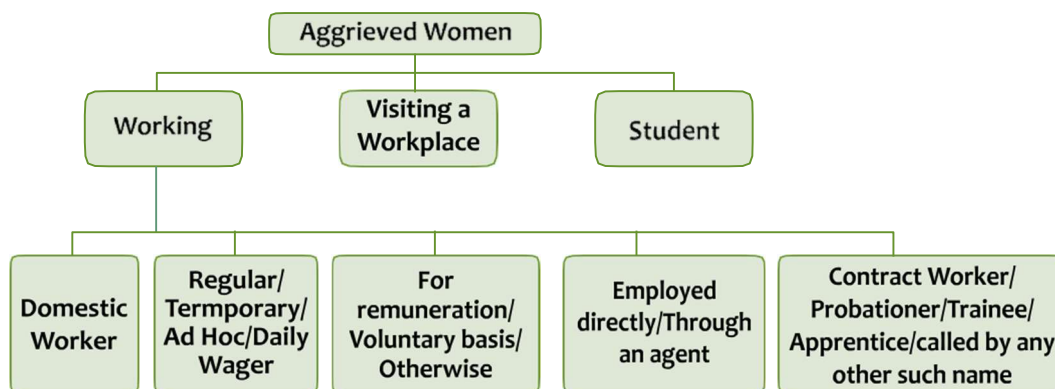 Aggrieved Women
Working
Visiting a
Workplace
Student
Domestic
Worker
Regular/
Termporary/
Ad Hoc/Daily
Wager
For
remuneration/
Voluntary basis/
Otherwise
Employed
directly/Through
an agent
Contract Worker/
Probationer/Trainee/
Apprentice/called by any
other such name